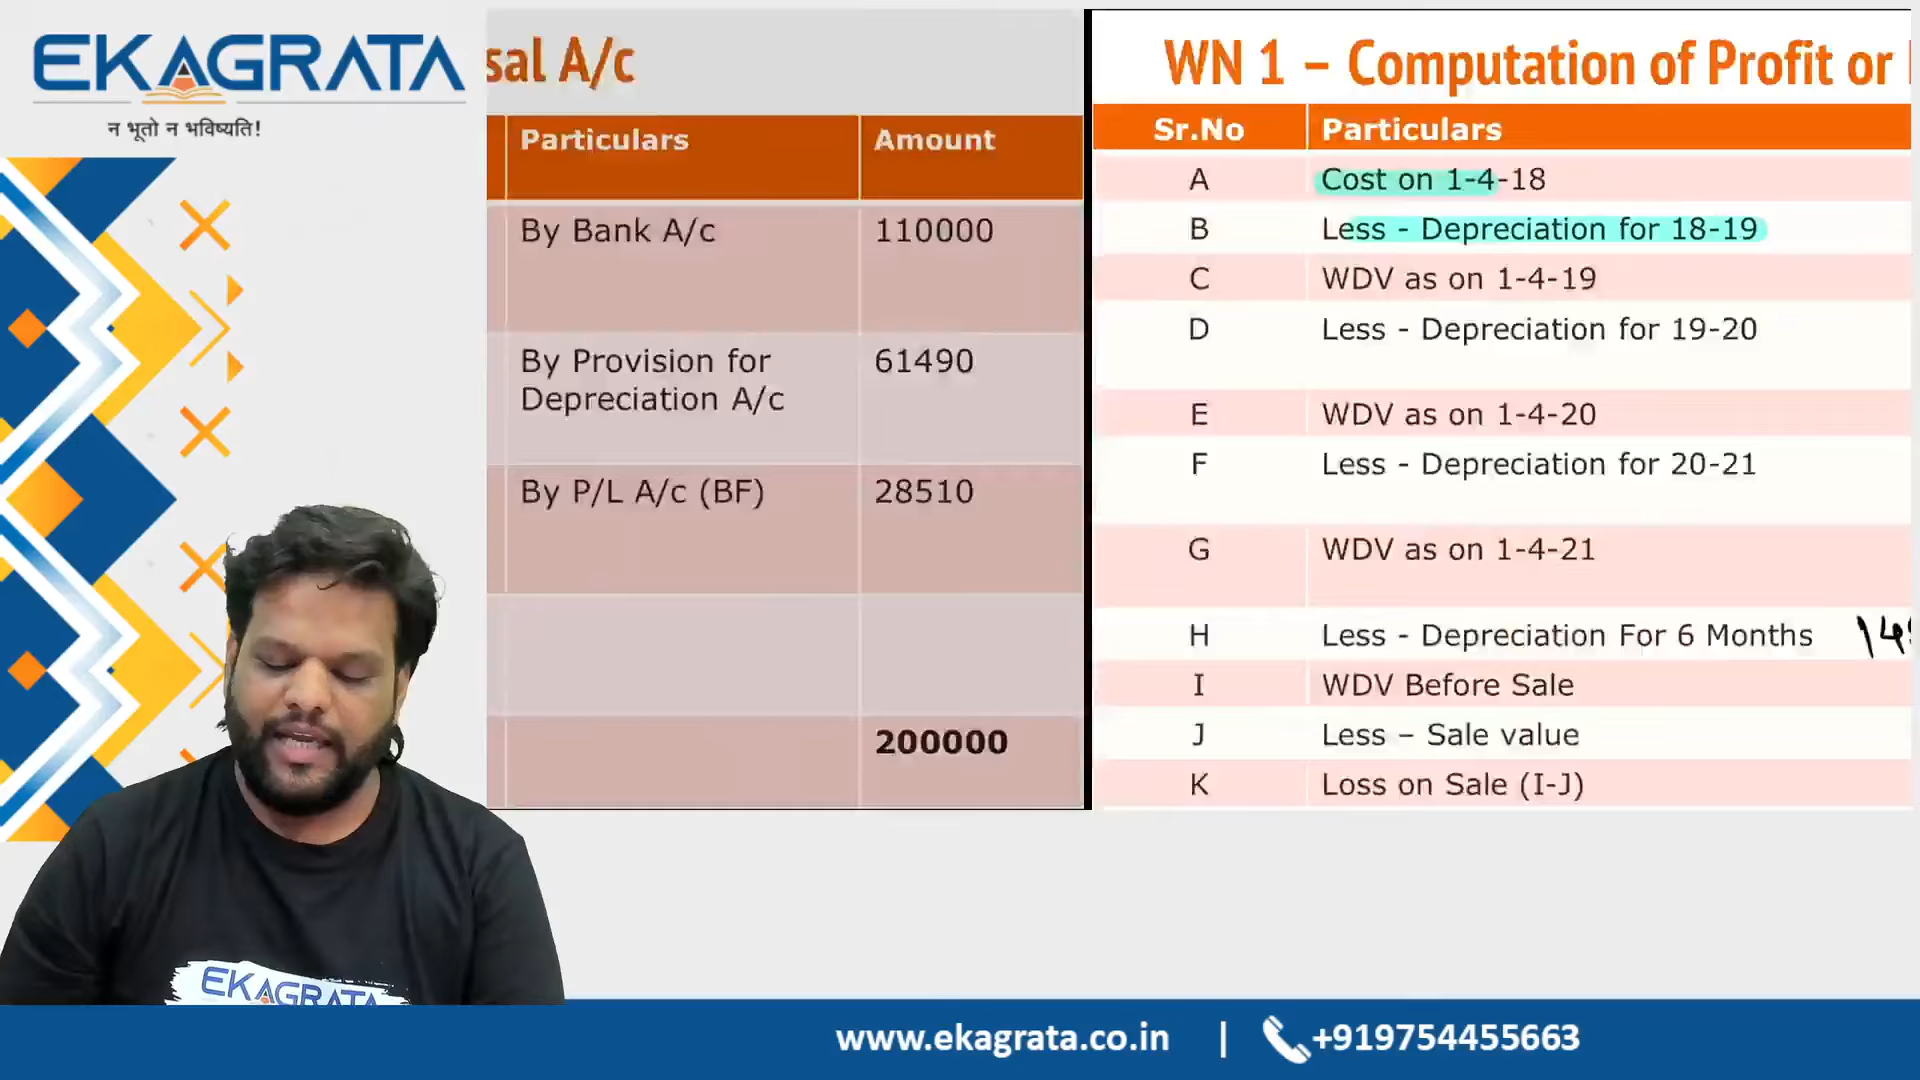 EKAGRATA
न भूतो न भविष्यति!
sal A/c
Particulars Amount
By Bank A/c 110000
By Provision for
Depreciation A/c 61490
By P/L A/c (BF) 28510
200000
WN 1 – Computation of Profit or
Sr.No Particulars
A Cost on 1-4-18
B Less - Depreciation for 18-19
C WDV as on 1-4-19
D Less - Depreciation for 19-20
E WDV as on 1-4-20
F Less - Depreciation for 20-21
G WDV as on 1-4-21
H Less - Depreciation For 6 Months
I WDV Before Sale
J Less – Sale value
K Loss on Sale (I-J)
EKAGRATA
www.ekagrata.co.in | +919754455663